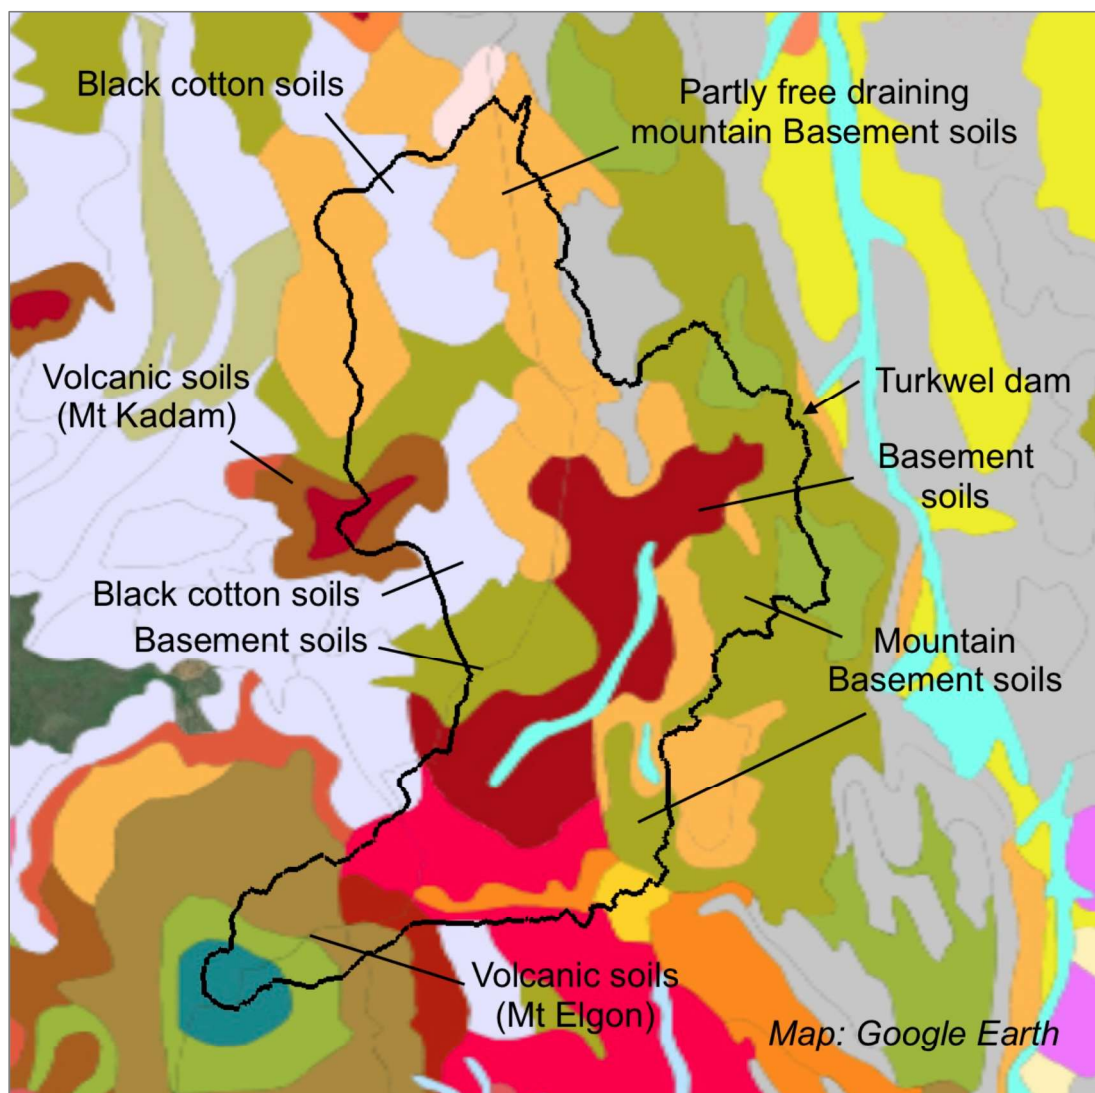 Black cotton soils
Partly free draining
mountain Basement soils
Volcanic soils
(Mt Kadam)
Turkwel dam
Basement
soils
Black cotton soils
Basement soils
Mountain
Basement soils
Volcanic soils
(Mt Elgon)
Map: Google Earth